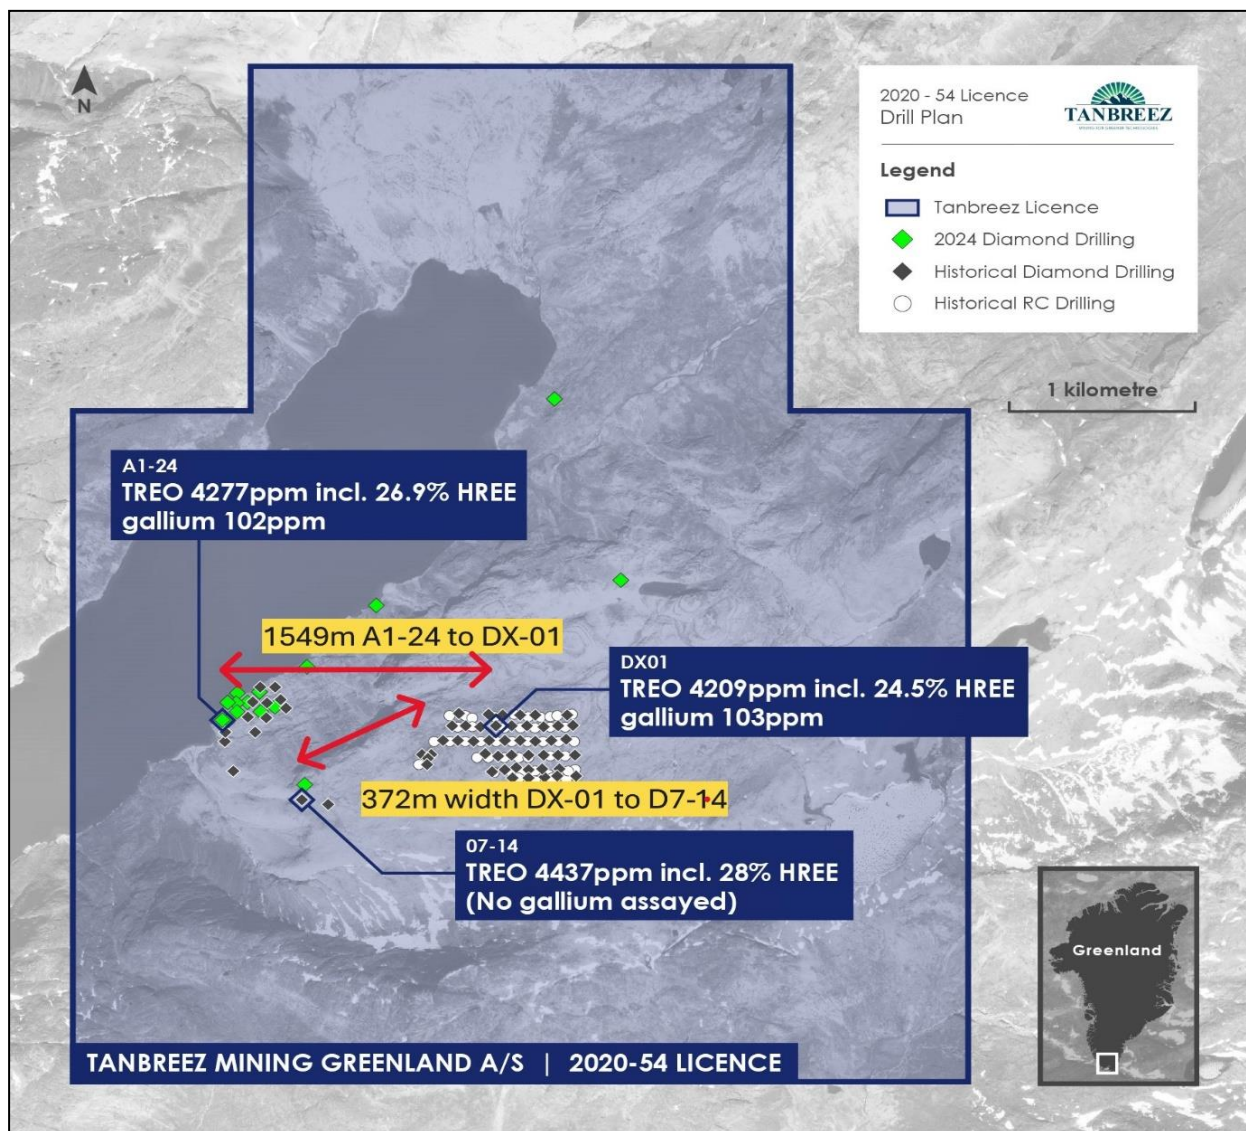 N
2020 - 54 Licence
Drill Plan
TANBREEZ
Legend
Tanbreez Licence
2024 Diamond Drilling
Historical Diamond Drilling
Historical RC Drilling
1 kilometre
A1-24
TREO 4277ppm incl. 26.9% HREE
gallium 102ppm
1549m A1-24 to DX-01
DX01
TREO 4209ppm incl. 24.5% HREE
gallium 103ppm
372m width DX-01 to D7-14
07-14
TREO 4437ppm incl. 28% HREE
(No gallium assayed)
Greenland
TANBREEZ MINING GREENLAND A/S | 2020-54 LICENCE